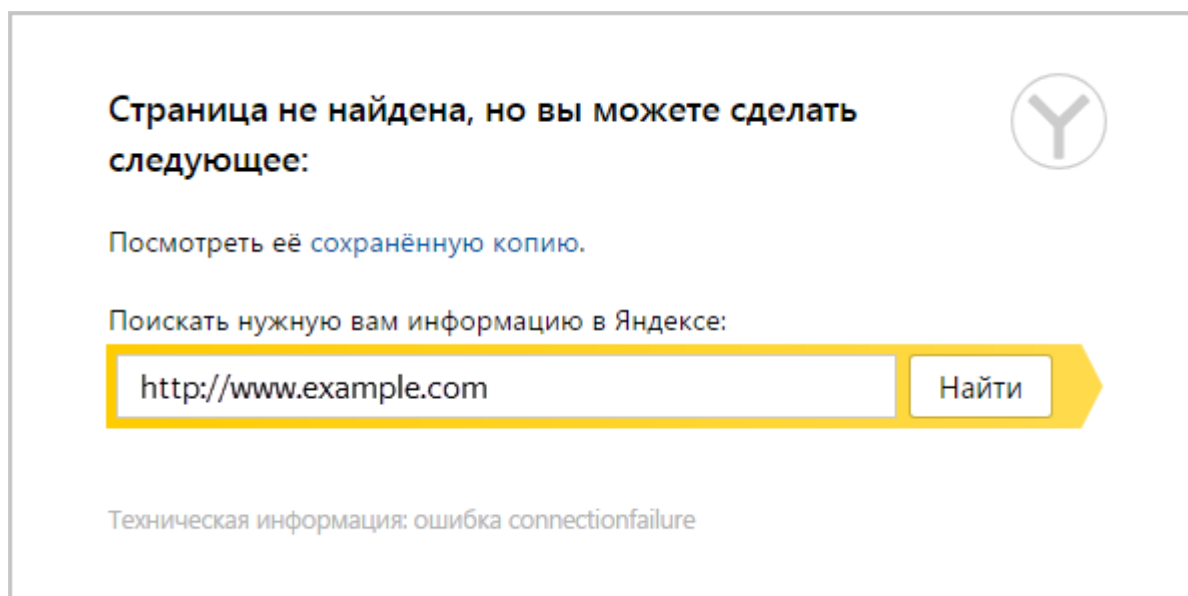 Страница не найдена, но вы можете сделать
следующее:
Посмотреть её сохранённую копию.
Поискать нужную вам информацию в Яндексе:
http://www.example.com
Найти
Техническая информация: ошибка connectionfailure